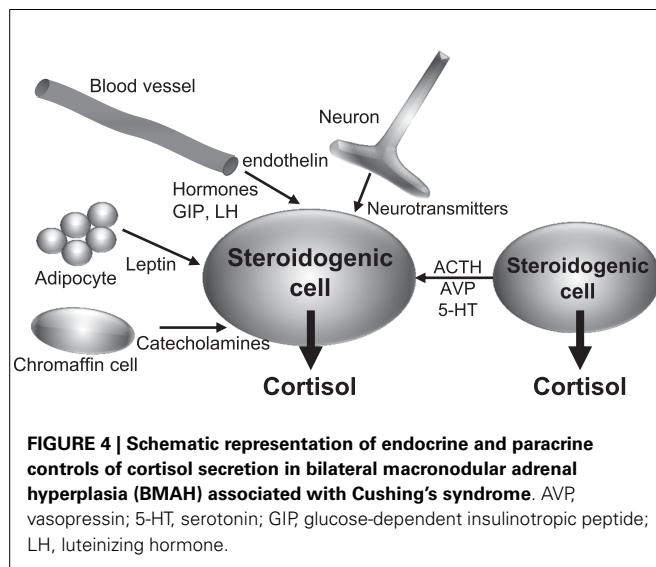 Blood vessel
Neuron
endothelin
Hormones
GIP, LH
Neurotransmitters
Adipocyte
Leptin
Steroidogenic
cell
ACTH
AVP
5-HT
Steroidogenic
cell
Catecholamines
Chromaffin cell
Cortisol
Cortisol
FIGURE 4 | Schematic representation of endocrine and paracrine
controls of cortisol secretion in bilateral macronodular adrenal
hyperplasia (BMAH) associated with Cushing's syndrome. AVP,
vasopressin; 5-HT, serotonin; GIP, glucose-dependent insulinotropic peptide;
LH, luteinizing hormone.